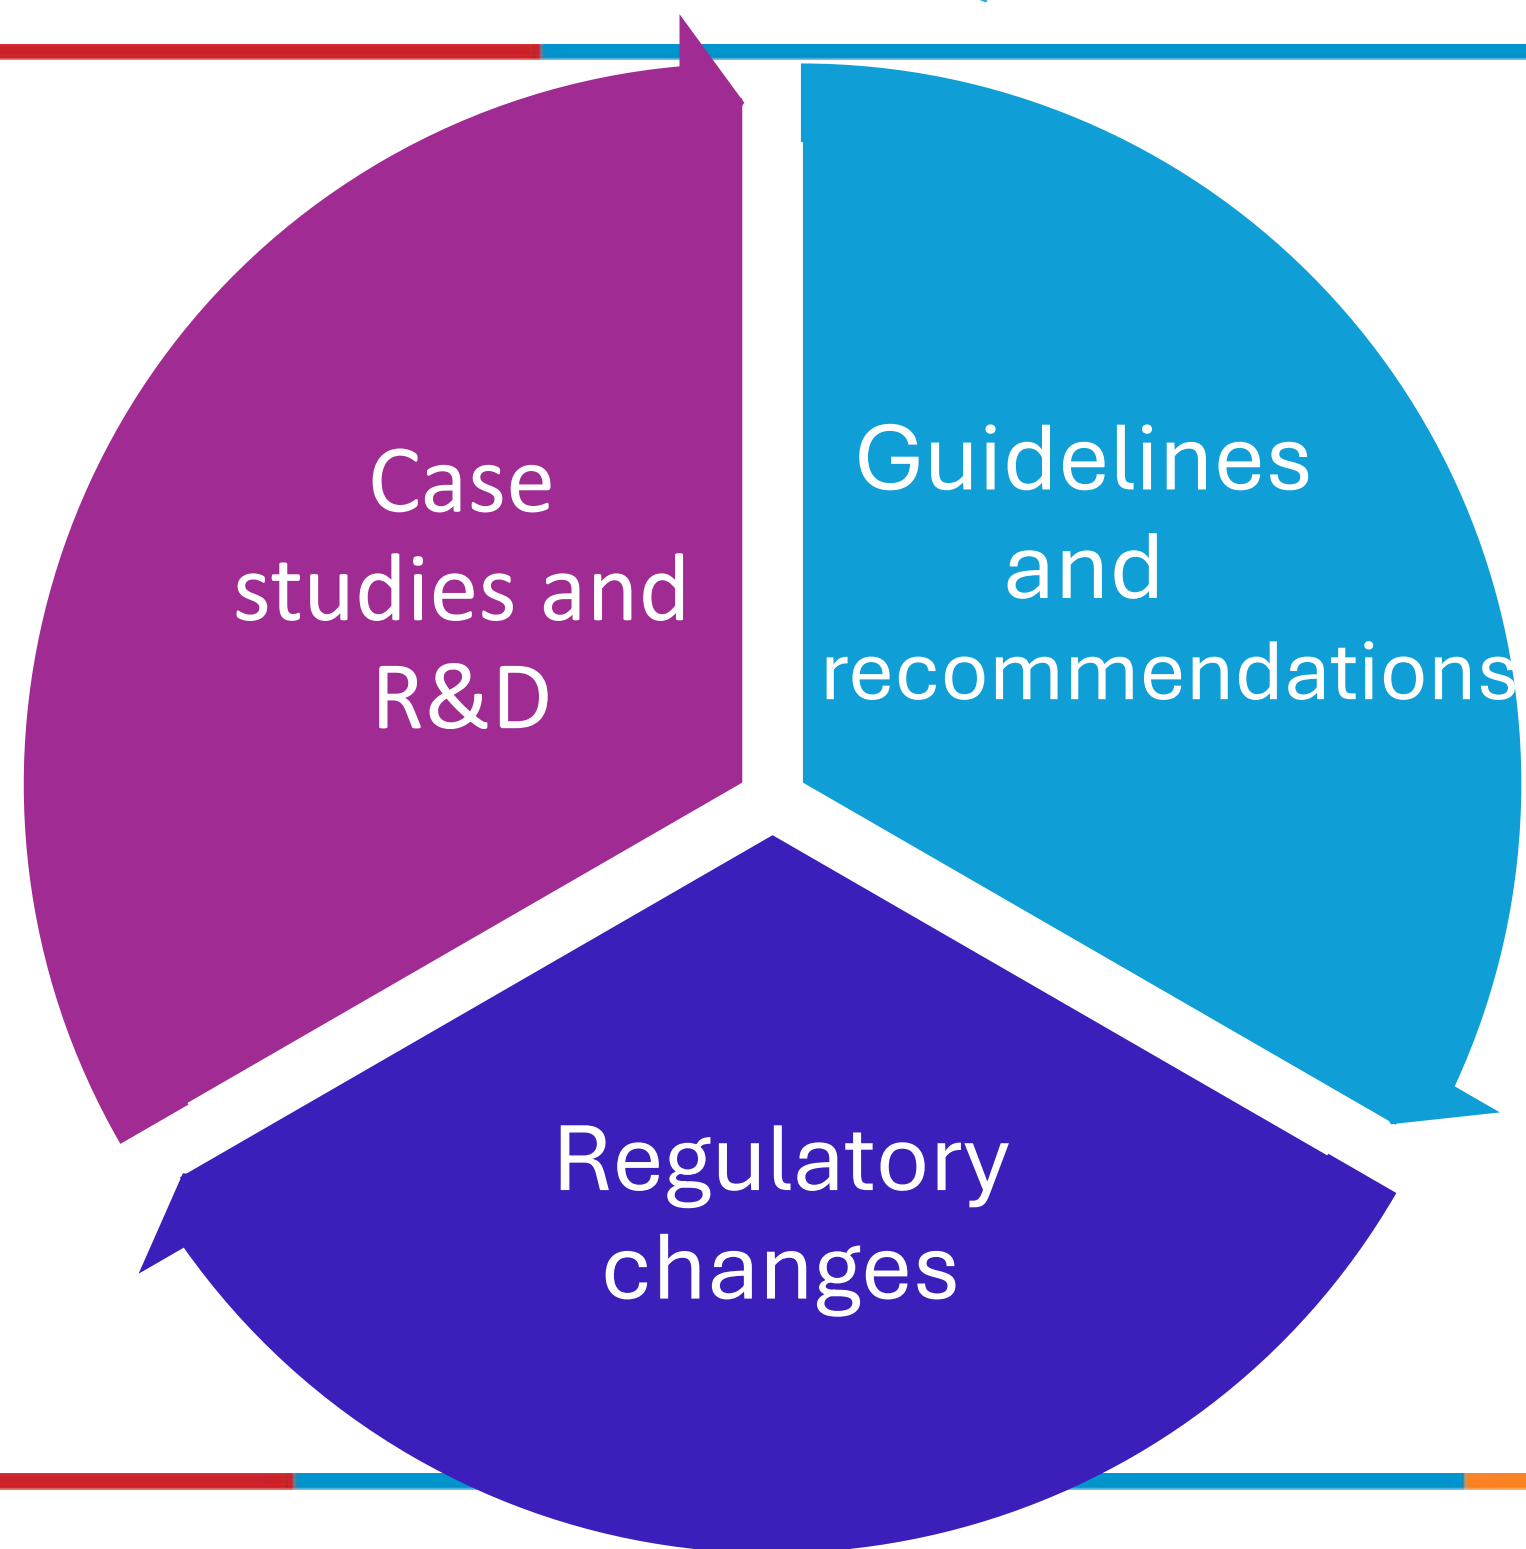 Case
studies and
R&D
Guidelines
and
recommendations
Regulatory
changes